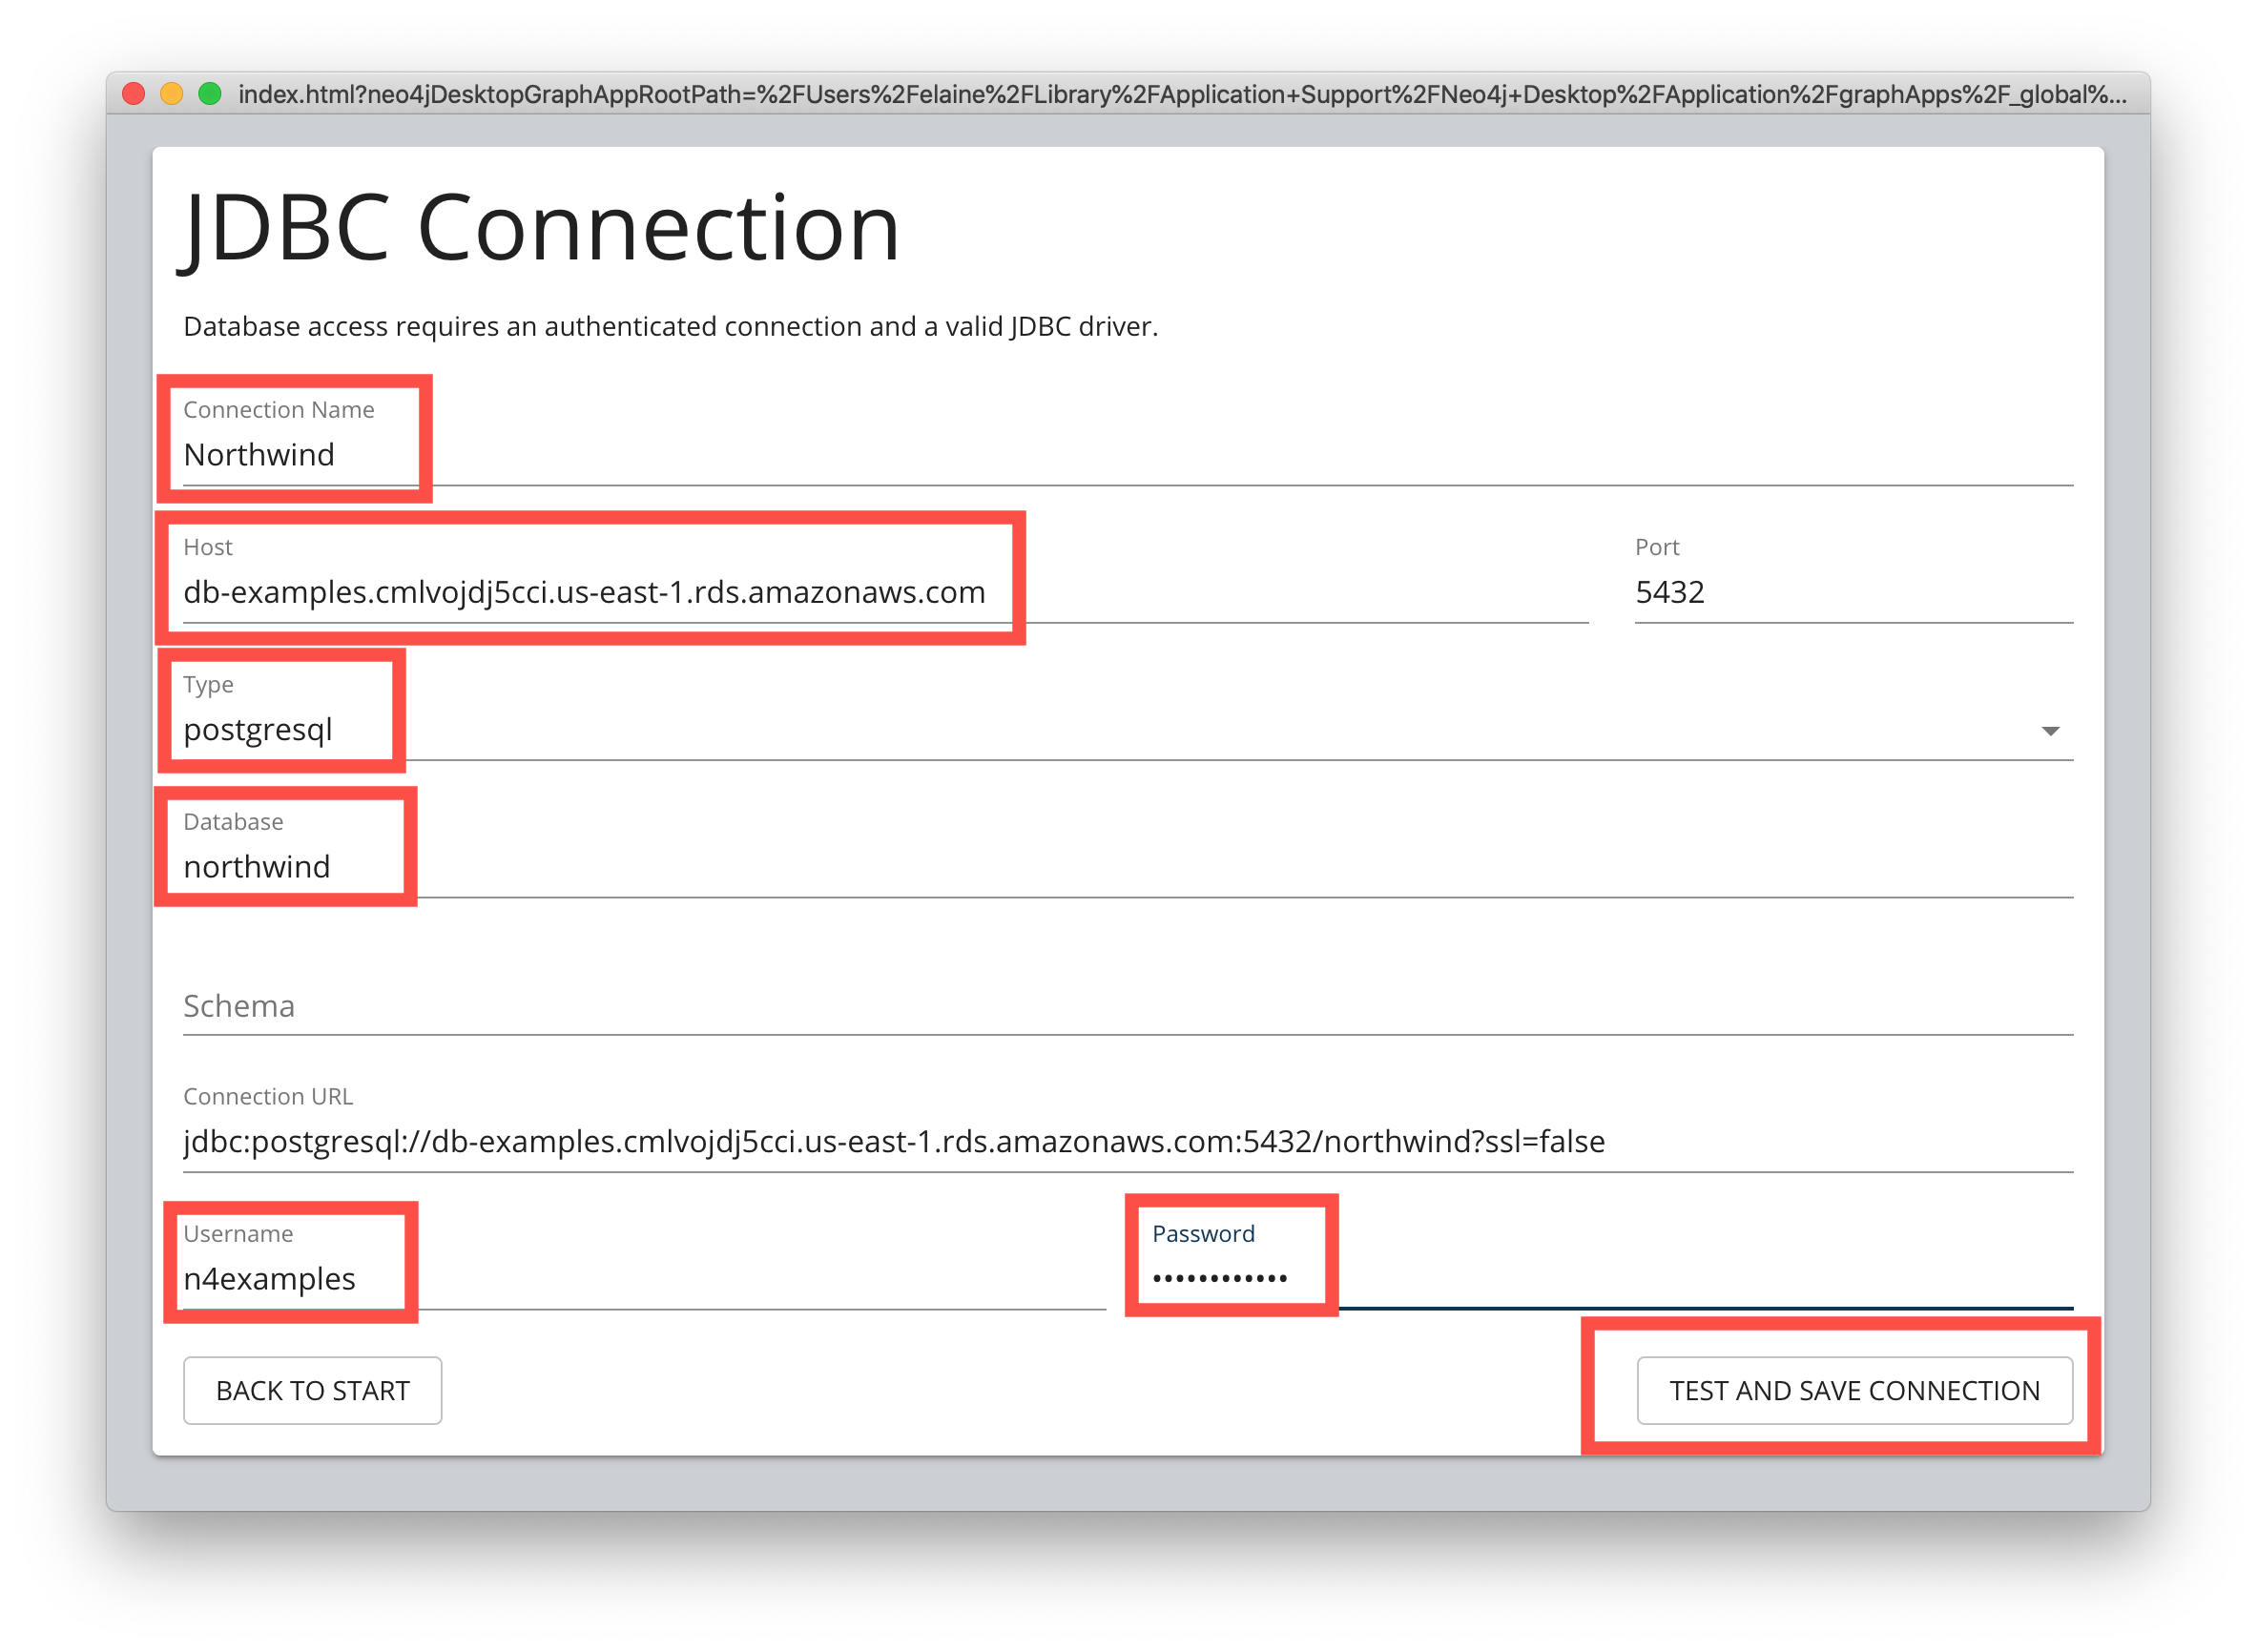 index.html?neo4jDesktopGraphAppRootPath=%2FUsers%2Felaine%2FLibrary%2FApplication+Support%2FNeo4j+Desktop%2FApplication%2FgraphApps%2F_global%...
JDBC Connection
Database access requires an authenticated connection and a valid JDBC driver.
Connection Name
Northwind
Host
db-examples.cmlvojdj5cci.us-east-1.rds.amazonaws.com
Port
5432
Type
postgresql
Database
northwind
Schema
Connection URL
jdbc:postgresql://db-examples.cmlvojdj5cci.us-east-1.rds.amazonaws.com:5432/northwind?ssl=false
Username
n4examples
Password
••••••••••••
BACK TO START
TEST AND SAVE CONNECTION